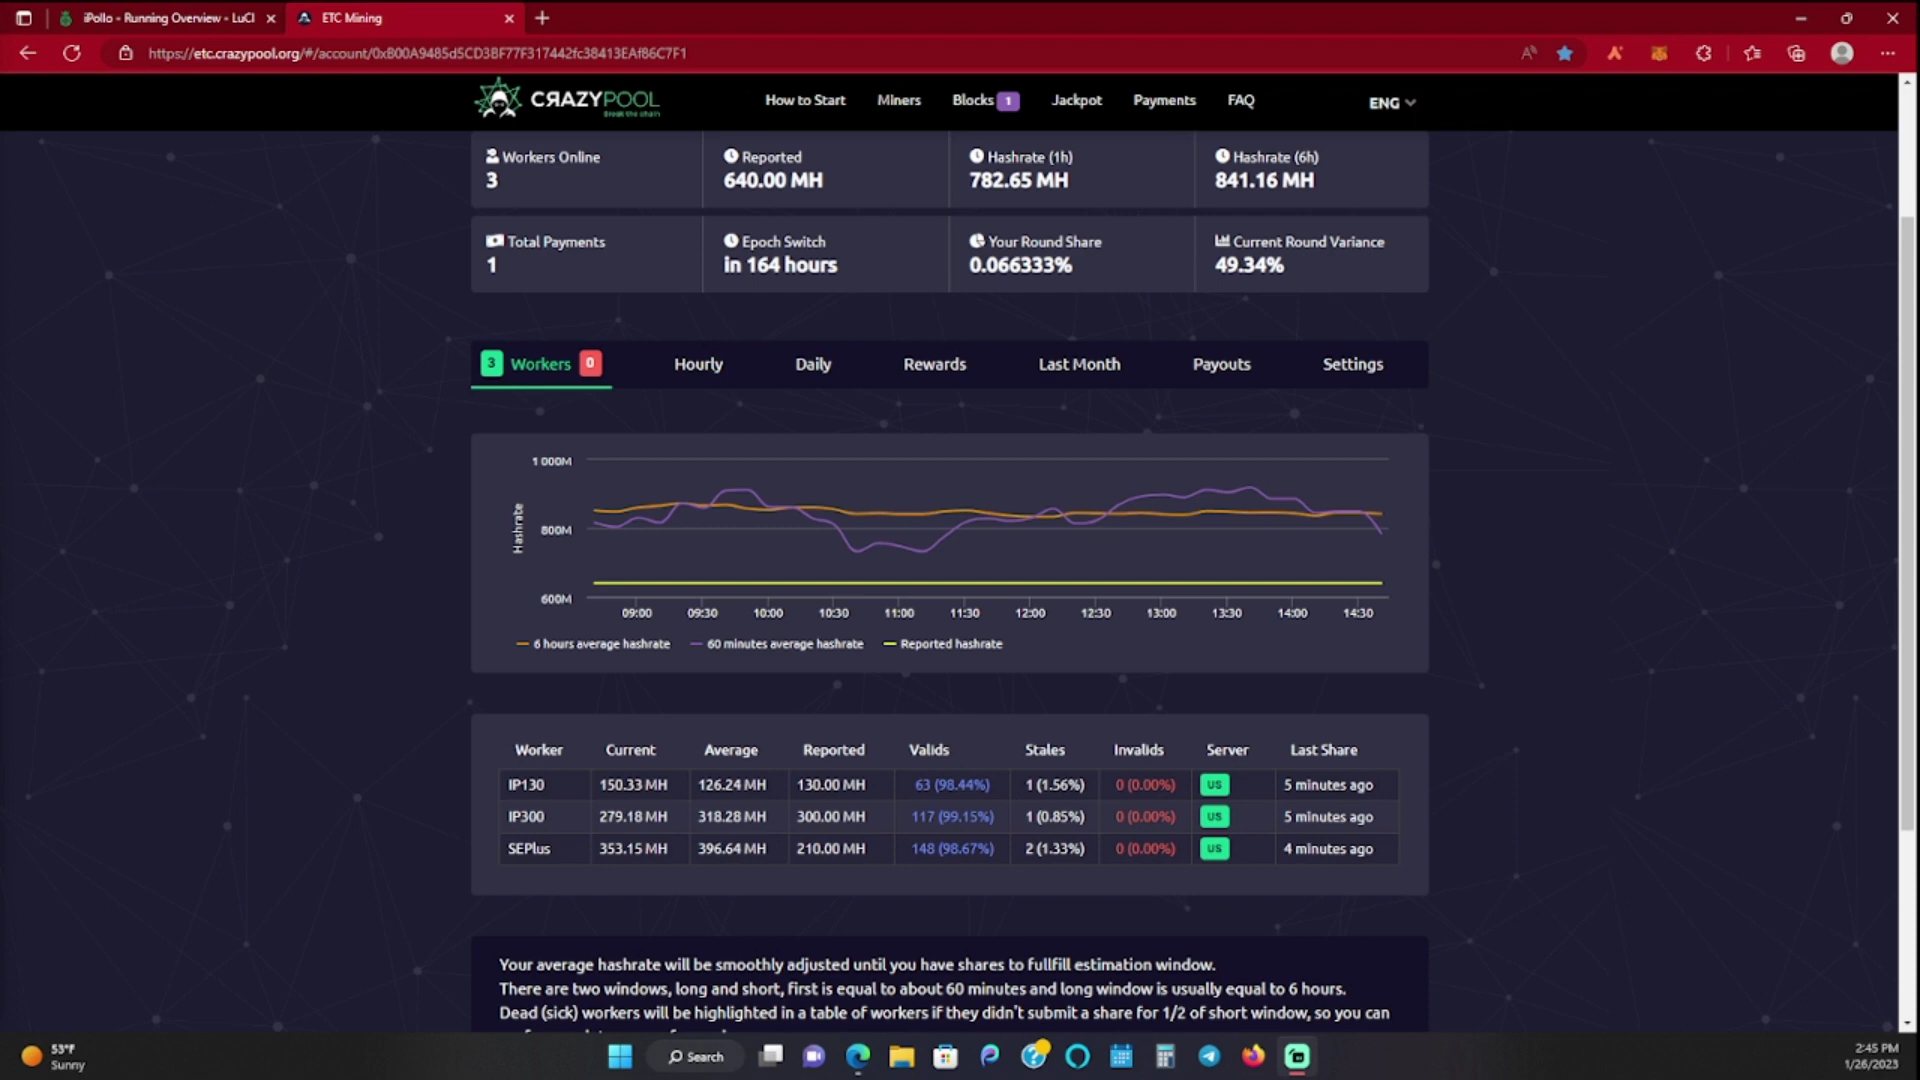 iPollo - Running Overview - LuCI
ETC Mining
https://etc.crazypool.org/#/account/0xB00A9485d5CD3BF77F317442fc38413EAf86C7F1
CRAZYPOOL
Break the chain
How to Start
Miners
Blocks 1
Jackpot
Payments
FAQ
ENG
Workers Online
3
Reported
640.00 MH
Hashrate (1h)
782.65 MH
Hashrate (6h)
841.16 MH
Total Payments
1
Epoch Switch
in 164 hours
Your Round Share
0.066333%
Current Round Variance
49.34%
3 Workers 0
Hourly
Daily
Rewards
Last Month
Payouts
Settings
1 000M
800M
600M
Hashrate
09:00 09:30 10:00 10:30 11:00 11:30 12:00 12:30 13:00 13:30 14:00 14:30
6 hours average hashrate 60 minutes average hashrate Reported hashrate
Worker Current Average Reported Valids Stales Invalids Server Last Share
IP130 150.33 MH 126.24 MH 130.00 MH 63 (98.44%) 1 (1.56%) 0 (0.00%) US 5 minutes ago
IP300 279.18 MH 318.28 MH 300.00 MH 117 (99.15%) 1 (0.85%) 0 (0.00%) US 5 minutes ago
SEPlus 353.15 MH 396.64 MH 210.00 MH 148 (98.67%) 2 (1.33%) 0 (0.00%) US 4 minutes ago
Your average hashrate will be smoothly adjusted until you have shares to fullfill estimation window.
There are two windows, long and short, first is equal to about 60 minutes and long window is usually equal to 6 hours.
Dead (sick) workers will be highlighted in a table of workers if they didn't submit a share for 1/2 of short window, so you can
53°F
Sunny
Search
2:45 PM
1/26/2023